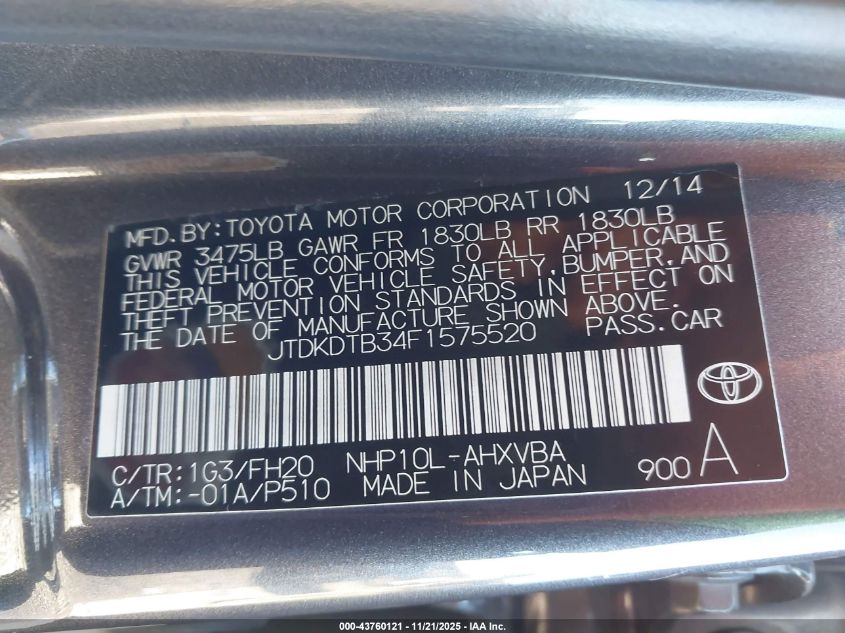 MFD.BY:TOYOTA MOTOR CORPORATION 12/14
GVWR 3475LB GAWR FR 1830LB RR 1830LB
THIS VEHICLE CONFORMS TO ALL APPLICABLE
FEDERAL MOTOR VEHICLE SAFETY,BUMPER,AND
THEFT PREVENTION STANDARDS IN EFFECT ON
THE DATE OF MANUFACTURE SHOWN ABOVE.
JTDKDTB34F1575520 PASS.CAR
C/TR:1G3/FH20 NHP10L-AHXVBA
A/TM:-01A/P510 MADE IN JAPAN 900A
000-43760121 - 11/21/2025 - IAA Inc.